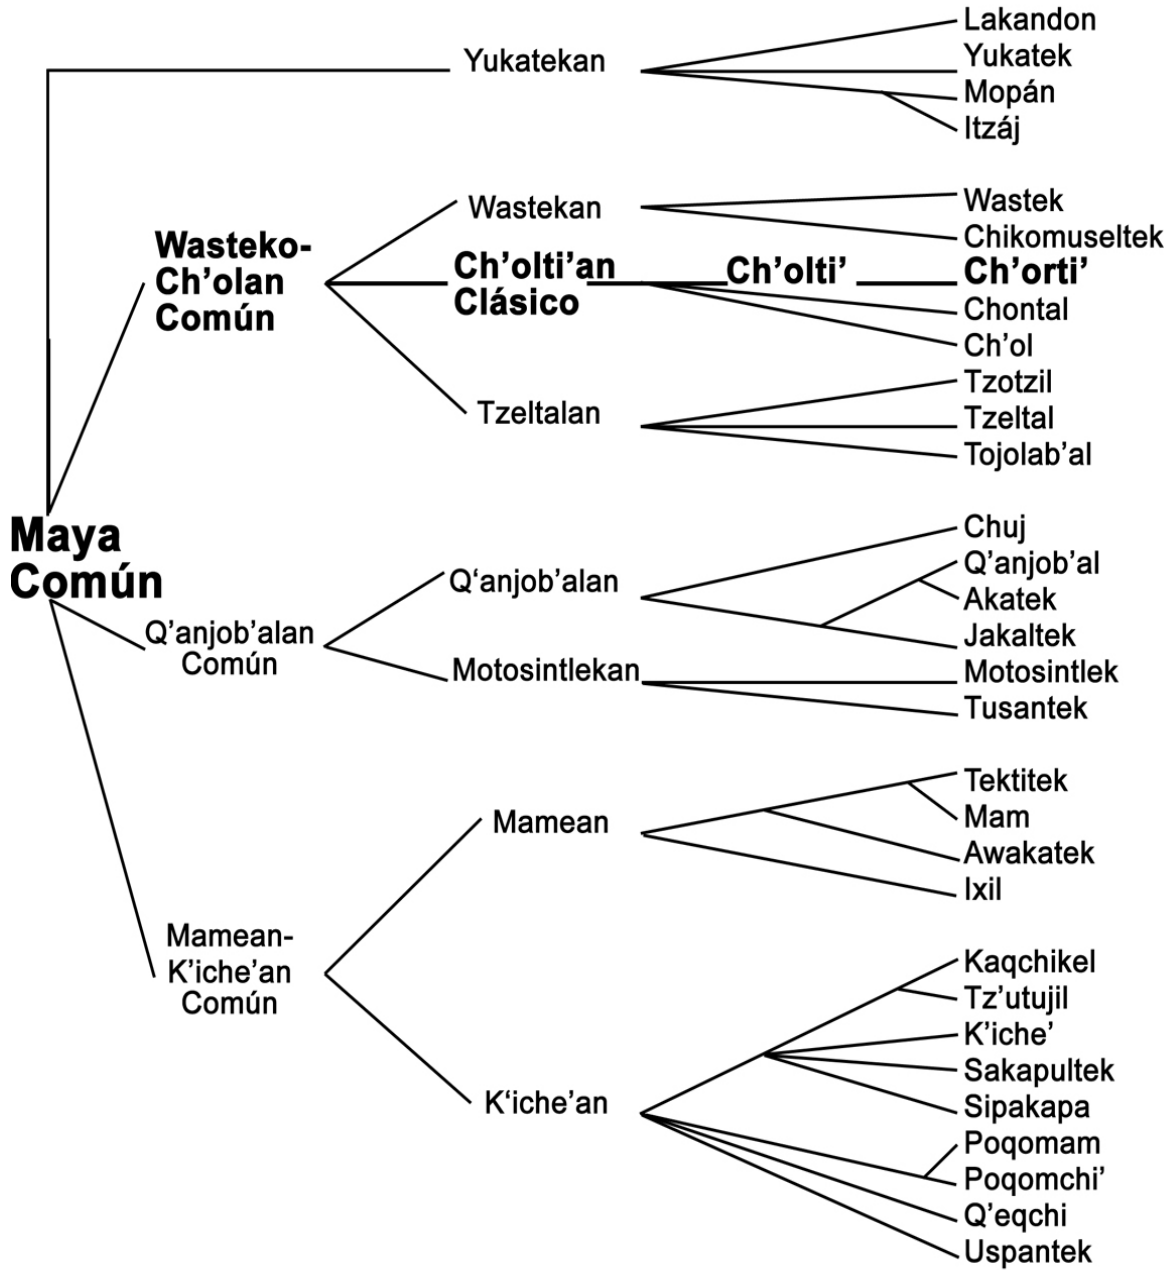 Lakandon
Yukatekan
Yukatek
Mopán
Itzáj
Wastekan
Wastek
Chikomuseltek
Wasteko-
Ch’olan
Común
Ch’olti’an
Clásico
Ch’olti’
Ch’orti’
Chontal
Ch’ol
Tzeltalan
Tzotzil
Tzeltal
Tojolab’al
Maya
Común
Chuj
Q‘anjob’alan
Q’anjob’al
Akatek
Jakaltek
Q’anjob’alan
Común
Motosintlekan
Motosintlek
Tusantek
Mamean
Tektitek
Mam
Awakatek
Ixil
Mamean-
K’iche’an
Común
Kaqchikel
Tz’utujil
K’iche’
Sakapultek
Sipakapa
K‘iche’an
Poqomam
Poqomchi’
Q’eqchi
Uspantek